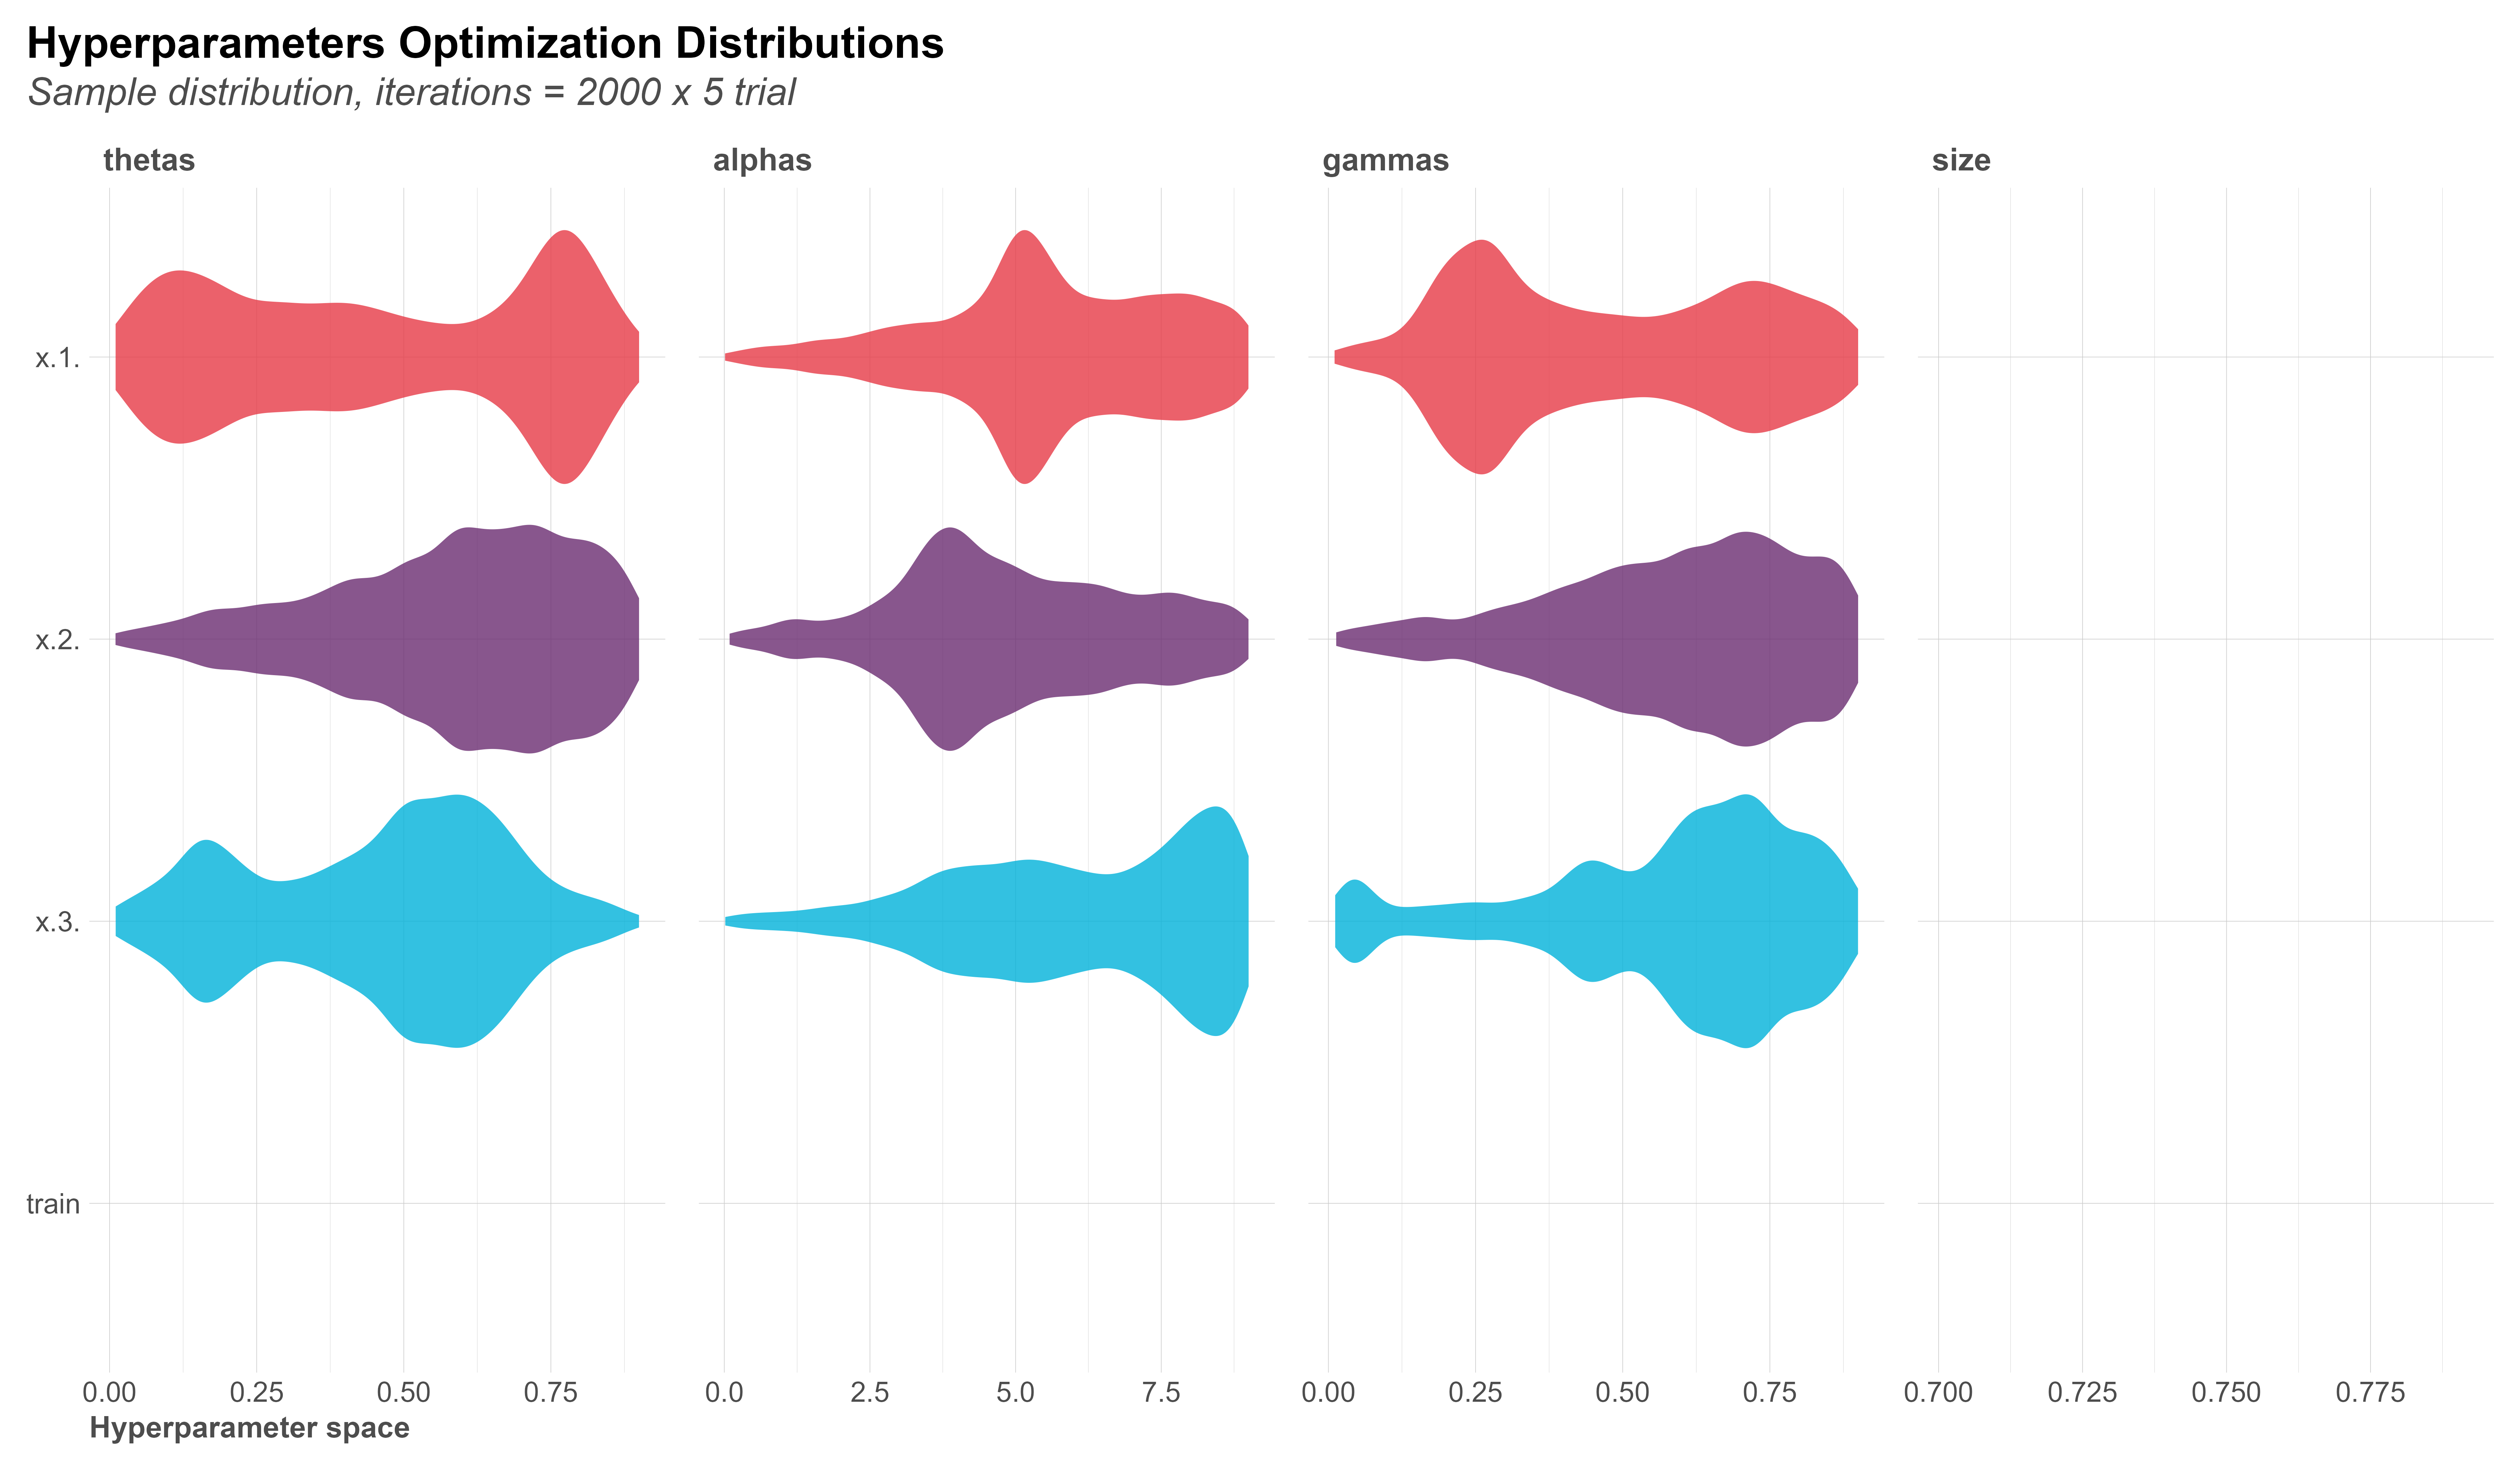 Hyperparameters Optimization Distributions
Sample distribution, iterations = 2000 x 5 trial
thetas alphas gammas size
x.1.
x.2.
x.3.
train
0.00 0.25 0.50 0.75 0.0 2.5 5.0 7.5 0.00 0.25 0.50 0.75 0.700 0.725 0.750 0.775
Hyperparameter space